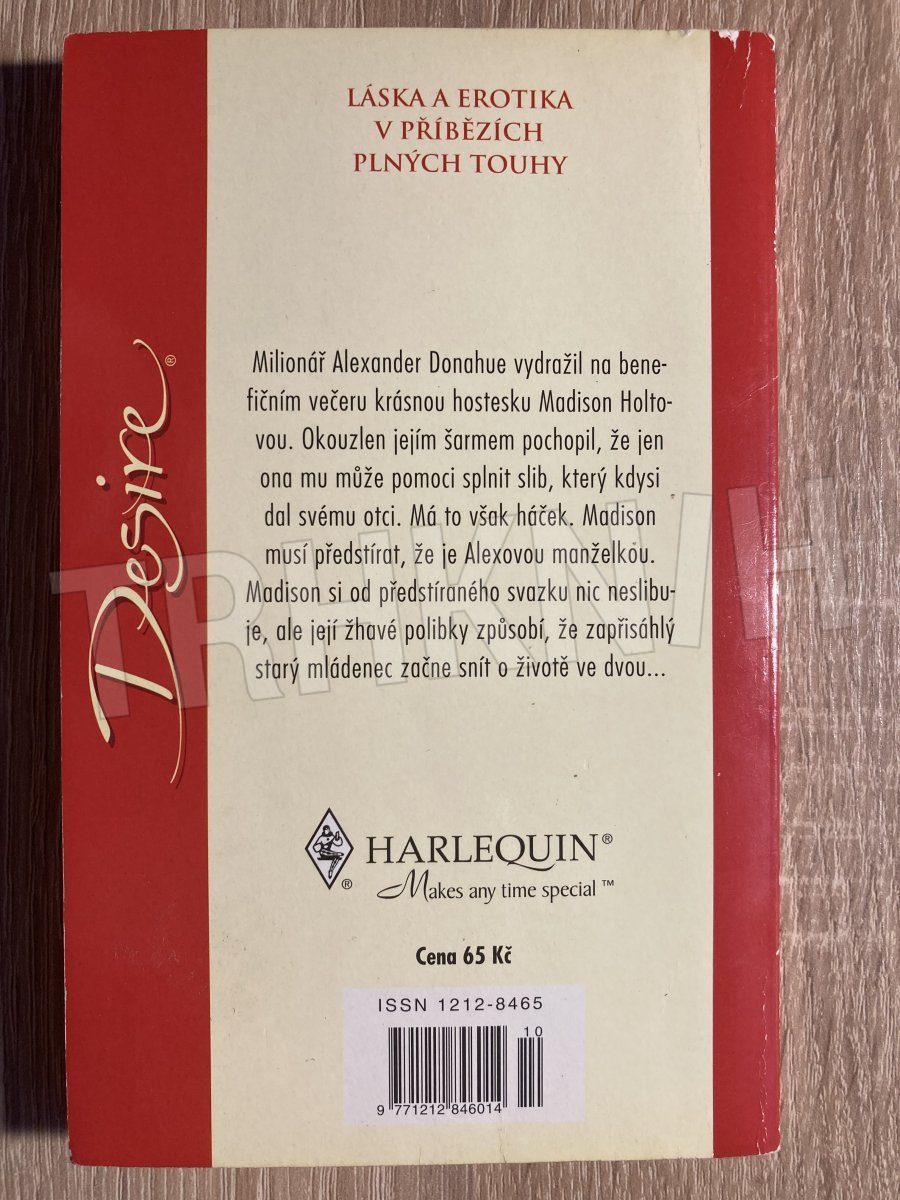 LÁSKA A EROTIKA
V PŘÍBĚZÍCH
PLNÝCH TOUHY
Desire®
Milionář Alexander Donahue vydražil na bene-
fičním večeru krásnou hostesku Madison Holto-
vou. Okouzlen jejím šarmem pochopil, že jen
ona mu může pomoci splnit slib, který kdysi
dal svému otci. Má to však háček. Madison
musí předstírat, že je Alexovou manželkou.
Madison si od předstíraného svazku nic neslibu-
je, ale její žhavé polibky způsobí, že zapřisáhlý
starý mládenec začne snít o životě ve dvou...
TRHKNIH
®
HARLEQUIN®
Makes any time special ™
Cena 65 Kč
ISSN 1212-8465
10
9 771212 846014